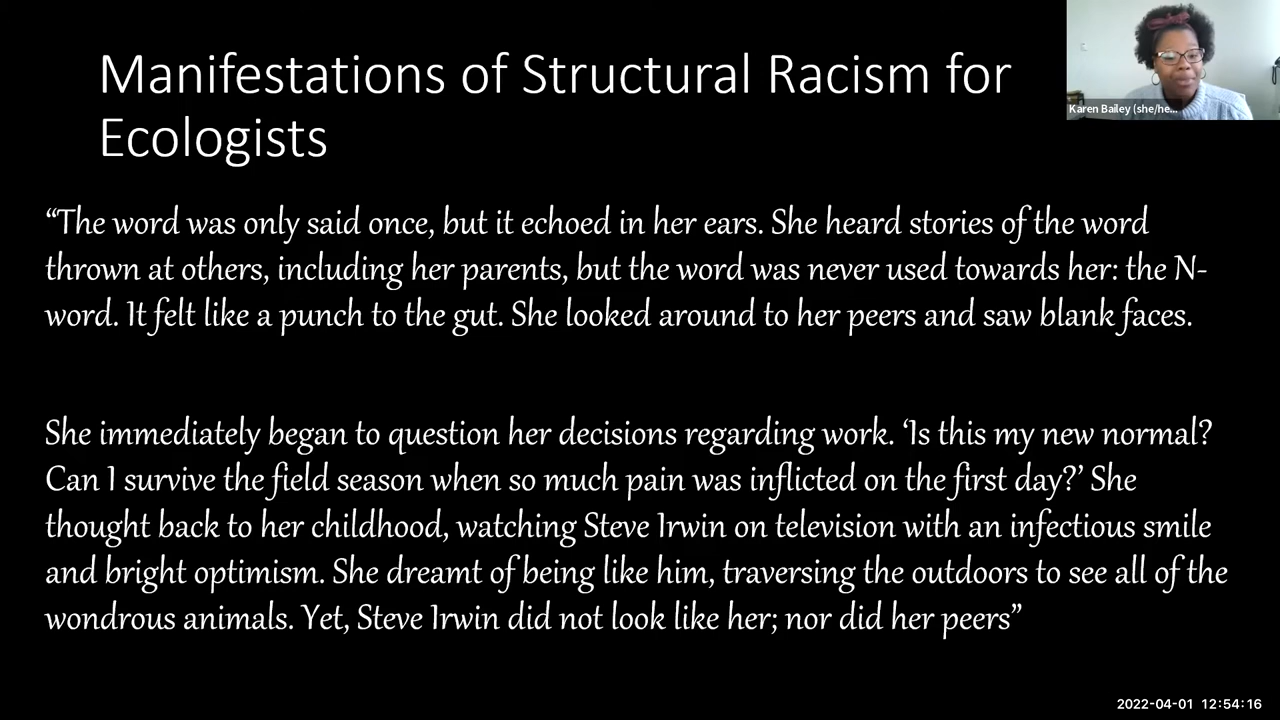 Manifestations of Structural Racism for
Ecologists
Karen Bailey (she/he...
“The word was only said once, but it echoed in her ears. She heard stories of the word
thrown at others, including her parents, but the word was never used towards her: the N-
word. It felt like a punch to the gut. She looked around to her peers and saw blank faces.
She immediately began to question her decisions regarding work. ‘Is this my new normal?
Can I survive the field season when so much pain was inflicted on the first day?’ She
thought back to her childhood, watching Steve Irwin on television with an infectious smile
and bright optimism. She dreamt of being like him, traversing the outdoors to see all of the
wondrous animals. Yet, Steve Irwin did not look like her; nor did her peers”
2022-04-01 12:54:16